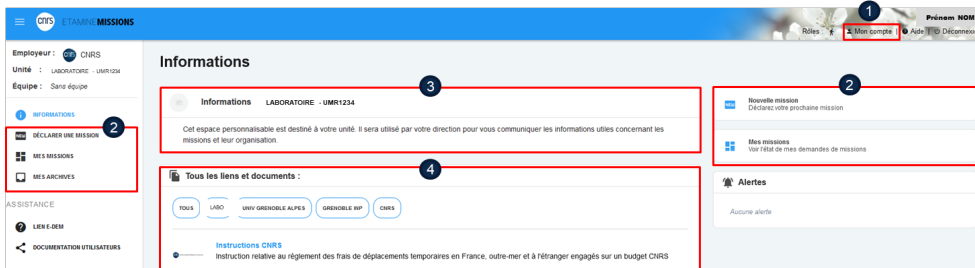 cnrs ETAMINEMISSIONS
1
Prénom NOM
Rôles : Mon compte | Aide | Déconnexi
Employeur : cnrs CNRS
Unité : LABORATOIRE - UMR1234
Équipe : Sans équipe
INFORMATIONS
2
NEW DÉCLARER UNE MISSION
MES MISSIONS
MES ARCHIVES
ASSISTANCE
LIEN E-DEM
DOCUMENTATION UTILISATEURS
Informations
3
Informations LABORATOIRE - UMR1234
Cet espace personnalisable est destiné à votre unité. Il sera utilisé par votre direction pour vous communiquer les informations utiles concernant les
missions et leur organisation.
4
Tous les liens et documents :
TOUS LABO UNIV GRENOBLE ALPES GRENOBLE INP CNRS
Instructions CNRS
Instruction relative au règlement des frais de déplacements temporaires en France, outre-mer et à l'étranger engagés sur un budget CNRS
2
NEW Nouvelle mission
Déclarez votre prochaine mission
Mes missions
Voir l'état de mes demandes de missions
Alertes
Aucune alerte